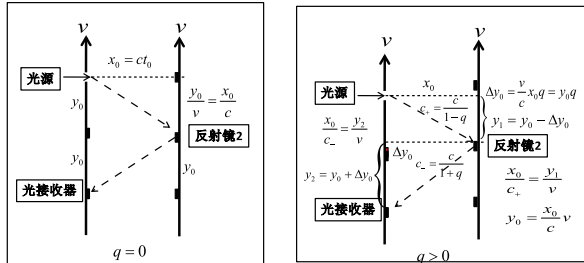 v
v
x₀ = ct₀
光源
y₀
y₀/v = x₀/c
反射镜2
y₀
y₀
光接收器
q = 0
v
v
光源
x₀
Δy₀ = v/c x₀q = y₀q
c₊ = c/(1-q)
y₁ = y₀ - Δy₀
x₀/c₋ = y₂/v
反射镜2
Δy₀
c₋ = c/(1+q)
y₂ = y₀ + Δy₀
x₀/c₊ = y₁/v
光接收器
y₀ = x₀/c v
q > 0